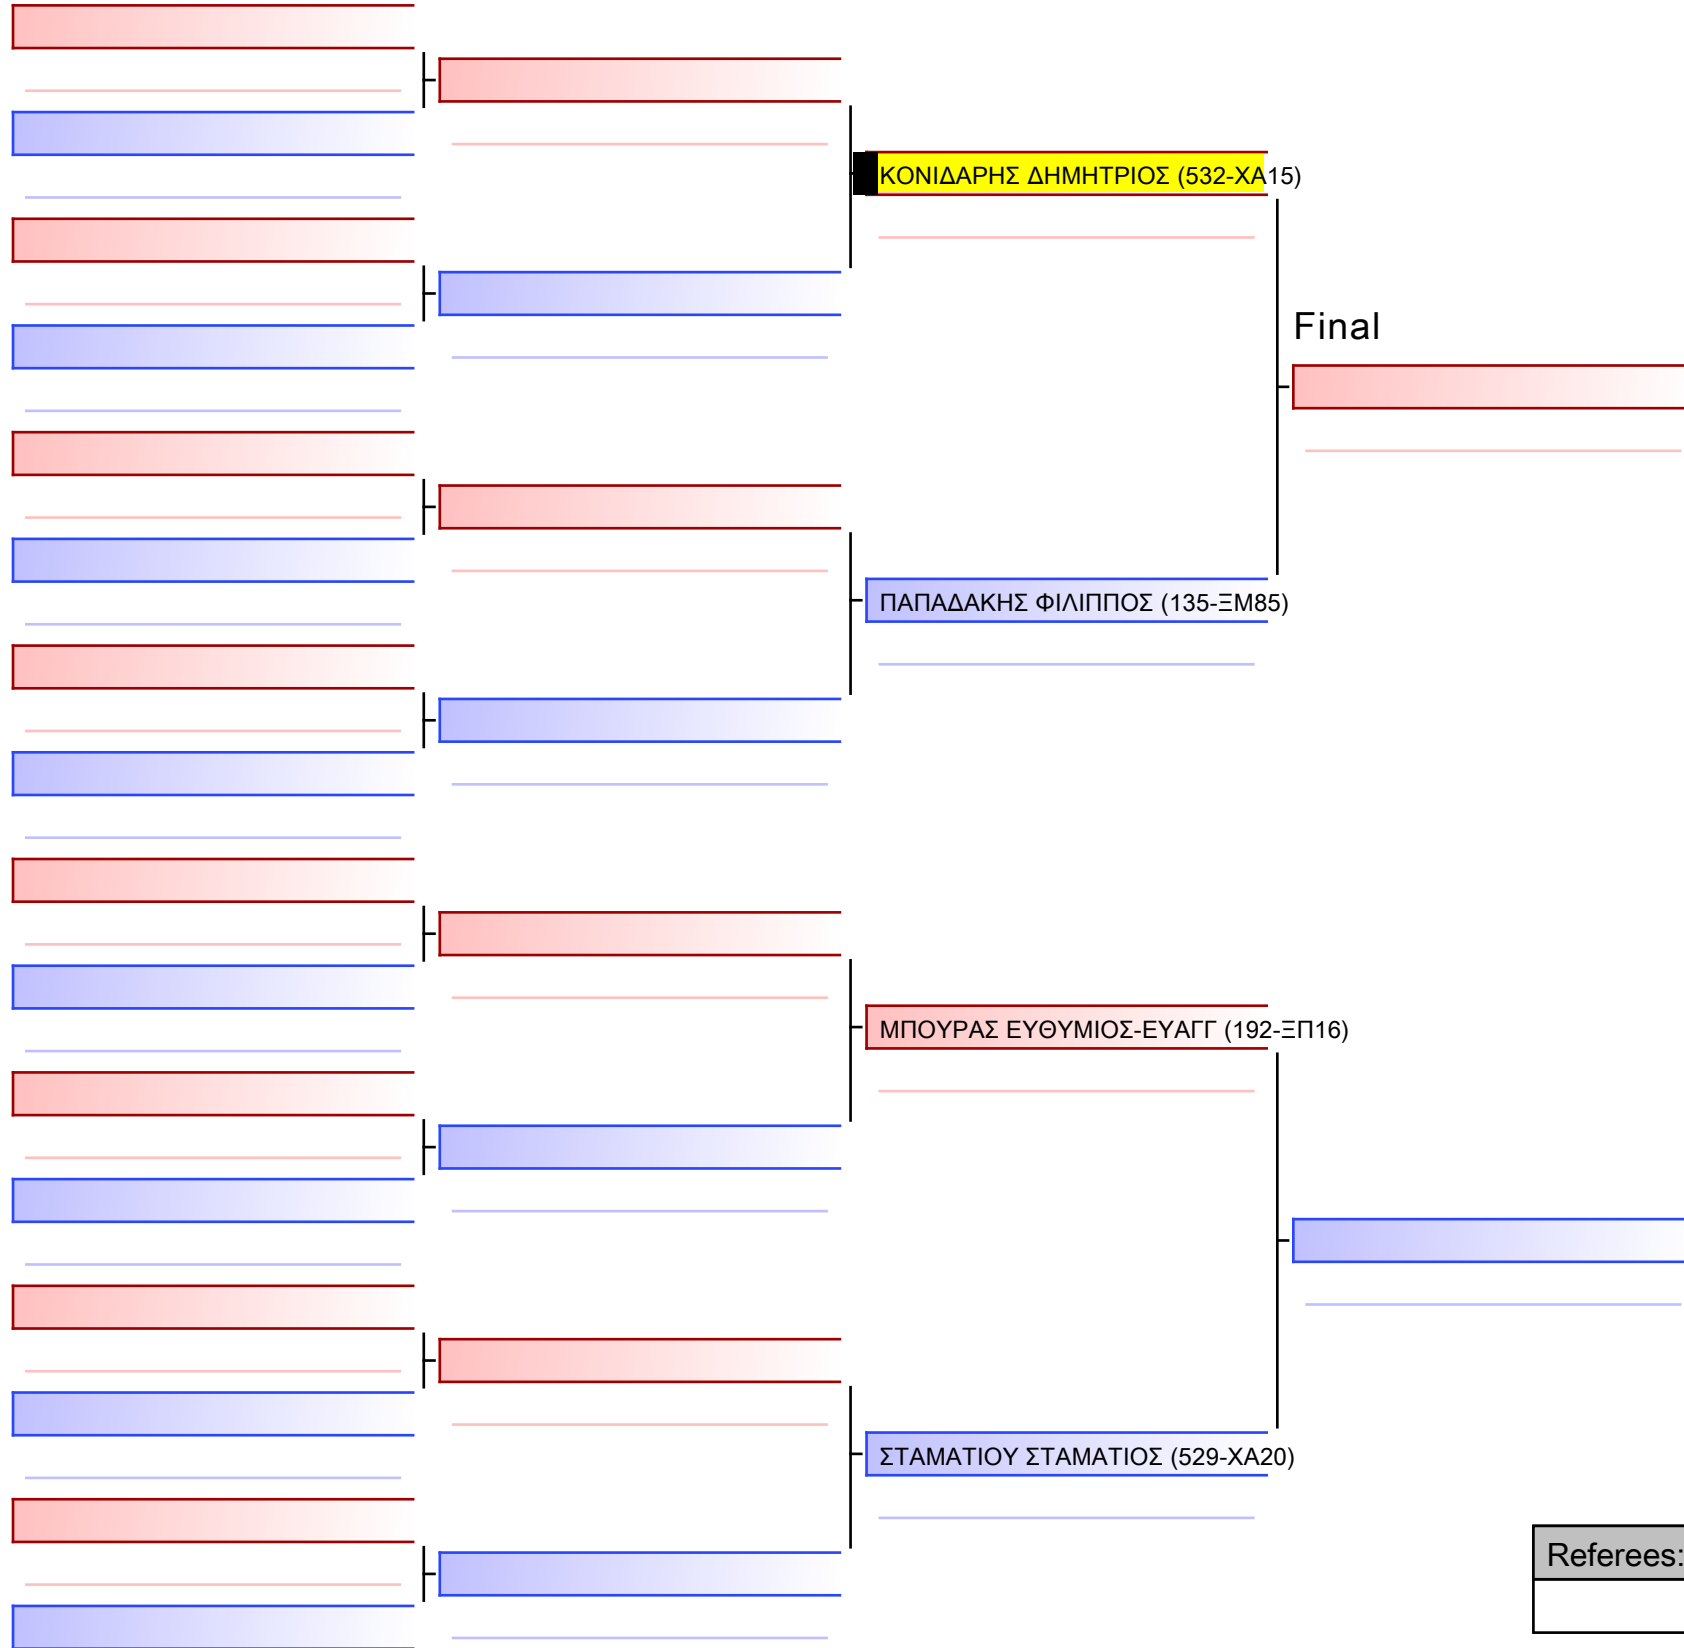 ΚΟΝΙΔΑΡΗΣ ΔΗΜΗΤΡΙΟΣ (532-ΧΑ15)
Final
ΠΑΠΑΔΑΚΗΣ ΦΙΛΙΠΠΟΣ (135-ΞΜ85)
ΜΠΟΥΡΑΣ ΕΥΘΥΜΙΟΣ-ΕΥΑΓΓ (192-ΞΠ16)
ΣΤΑΜΑΤΙΟΥ ΣΤΑΜΑΤΙΟΣ (529-ΧΑ20)
Referees: